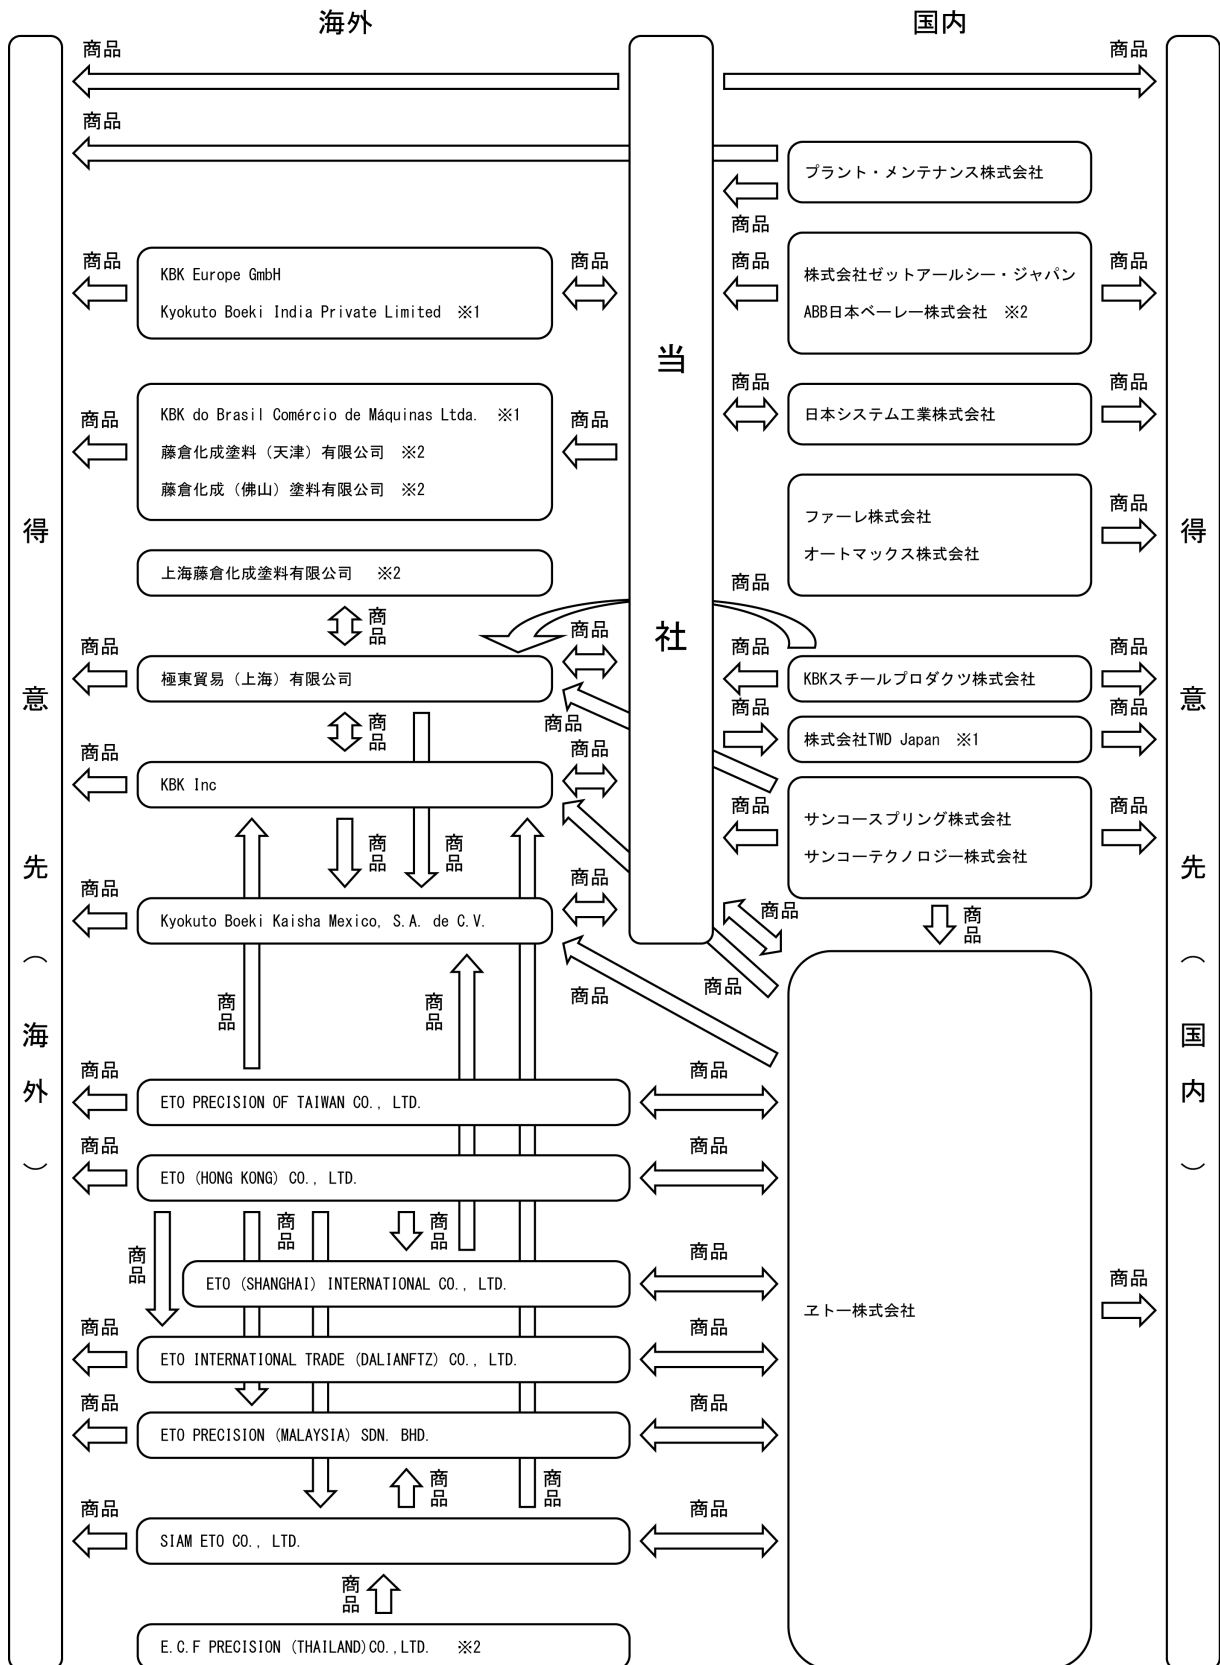 海外
国内
商品
商品
商品
プラント・メンテナンス株式会社
商品
商品
商品
商品
商品
KBK Europe GmbH
Kyokuto Boeki India Private Limited ※1
株式会社ゼットアールシー・ジャパン
ABB日本ベーレー株式会社 ※2
当社
商品
商品
商品
商品
KBK do Brasil Comércio de Máquinas Ltda. ※1
藤倉化成塗料（天津）有限公司 ※2
藤倉化成（佛山）塗料有限公司 ※2
日本システム工業株式会社
得意先（海外）
得意先（国内）
商品
ファーレ株式会社
オートマックス株式会社
上海藤倉化成塗料有限公司 ※2
商品
商品
商品
商品
商品
商品
極東貿易（上海）有限公司
KBKスチールプロダクツ株式会社
商品
商品
商品
商品
株式会社TWD Japan ※1
商品
商品
KBK Inc
商品
商品
サンコースプリング株式会社
サンコーテクノロジー株式会社
商品
商品
商品
商品
商品
商品
Kyokuto Boeki Kaisha Mexico, S.A. de C.V.
商品
商品
商品
商品
商品
商品
ETO PRECISION OF TAIWAN CO., LTD.
商品
商品
ETO (HONG KONG) CO., LTD.
商品
商品
商品
商品
ETO (SHANGHAI) INTERNATIONAL CO., LTD.
ヱトー株式会社
商品
商品
商品
ETO INTERNATIONAL TRADE (DALIANFTZ) CO., LTD.
商品
商品
ETO PRECISION (MALAYSIA) SDN. BHD.
商品
商品
商品
商品
SIAM ETO CO., LTD.
商品
E.C.F PRECISION (THAILAND)CO.,LTD. ※2